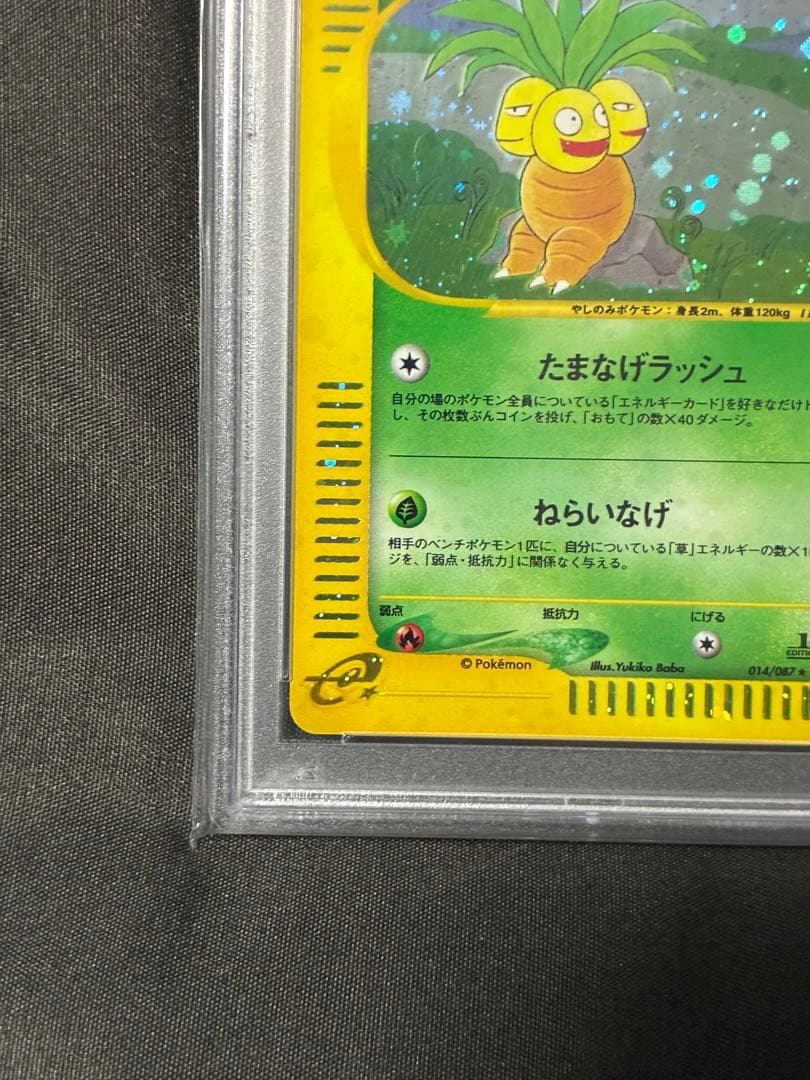 やしのみポケモン：身長2m、体重120kg
たまなげラッシュ
自分の場のポケモン全員についている「エネルギーカード」を好きなだけ
し、その枚数ぶんコインを投げ、「おもて」の数×40ダメージ。
ねらいなげ
相手のベンチポケモン1匹に、自分についている「草」エネルギーの数×1
ジを、「弱点・抵抗力」に関係なく与える。
弱点 抵抗力 にげる
1
EDITION
© Pokémon Illus.Yukiko Baba 014/087 ★
e